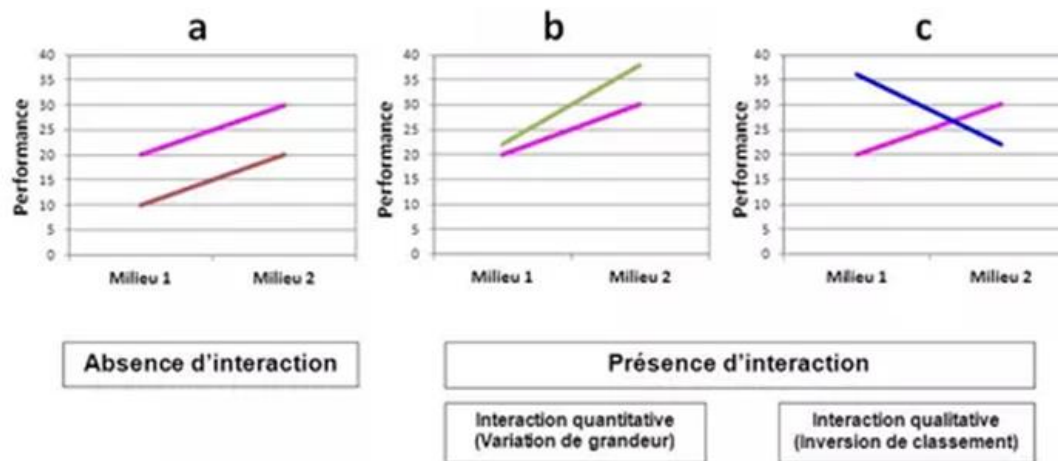 a
b
c
Performance
40
35
30
25
20
15
10
5
0
Milieu 1
Milieu 2
Performance
40
35
30
25
20
15
10
5
0
Milieu 1
Milieu 2
Performance
40
35
30
25
20
15
10
5
0
Milieu 1
Milieu 2
Absence d'interaction
Présence d'interaction
Interaction quantitative
(Variation de grandeur)
Interaction qualitative
(Inversion de classement)